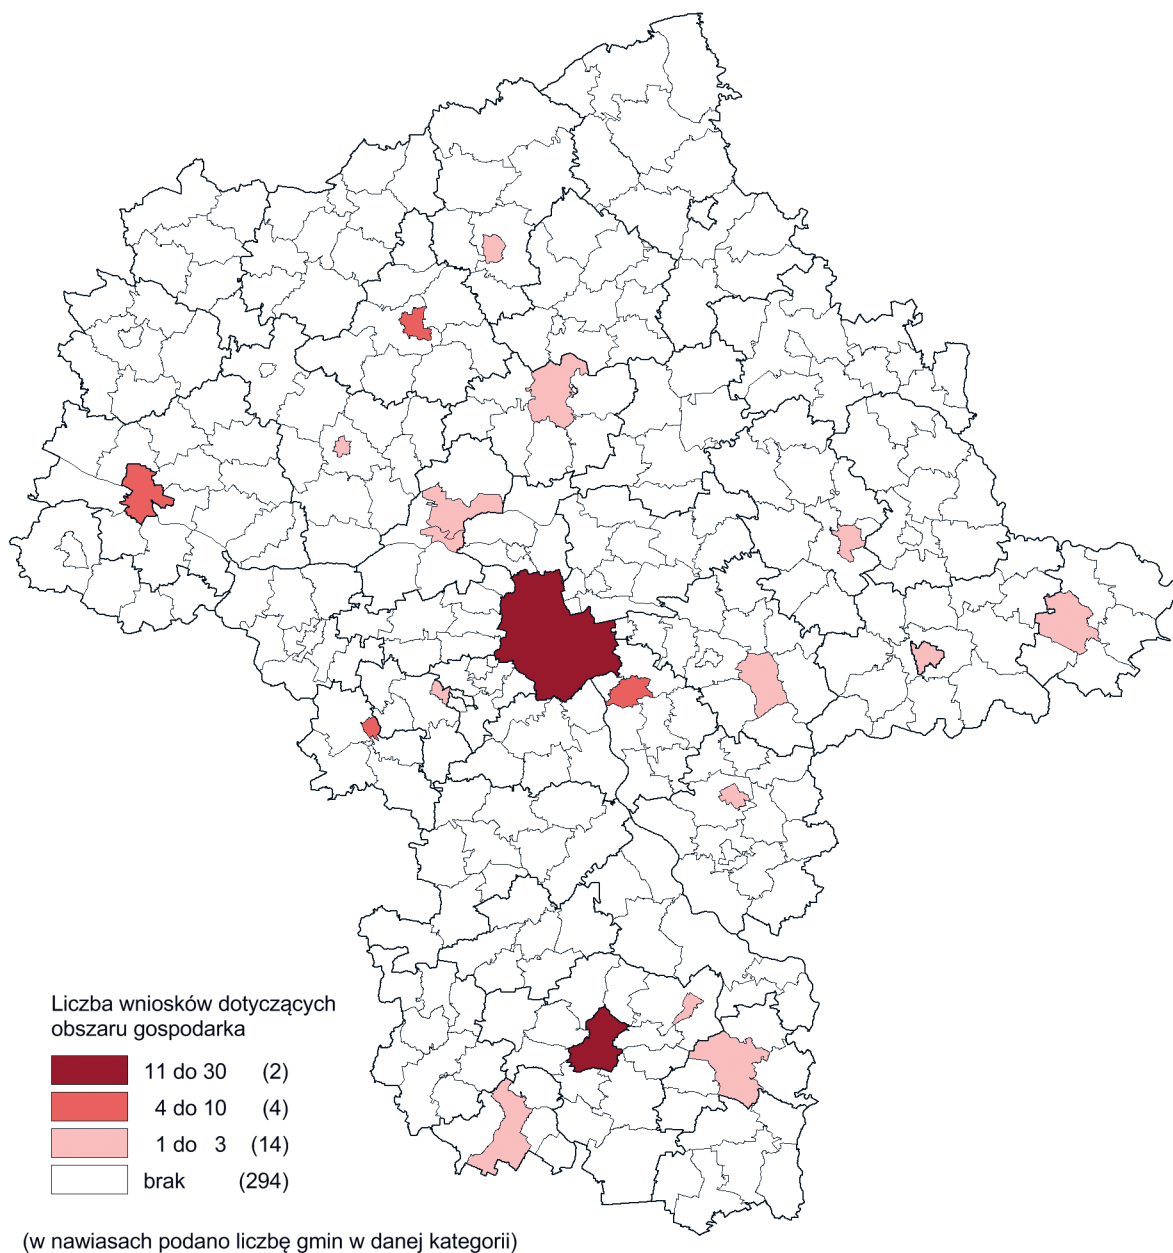 Liczba wniosków dotyczących
obszaru gospodarka
11 do 30 (2)
4 do 10 (4)
1 do 3 (14)
brak (294)
(w nawiasach podano liczbę gmin w danej kategorii)